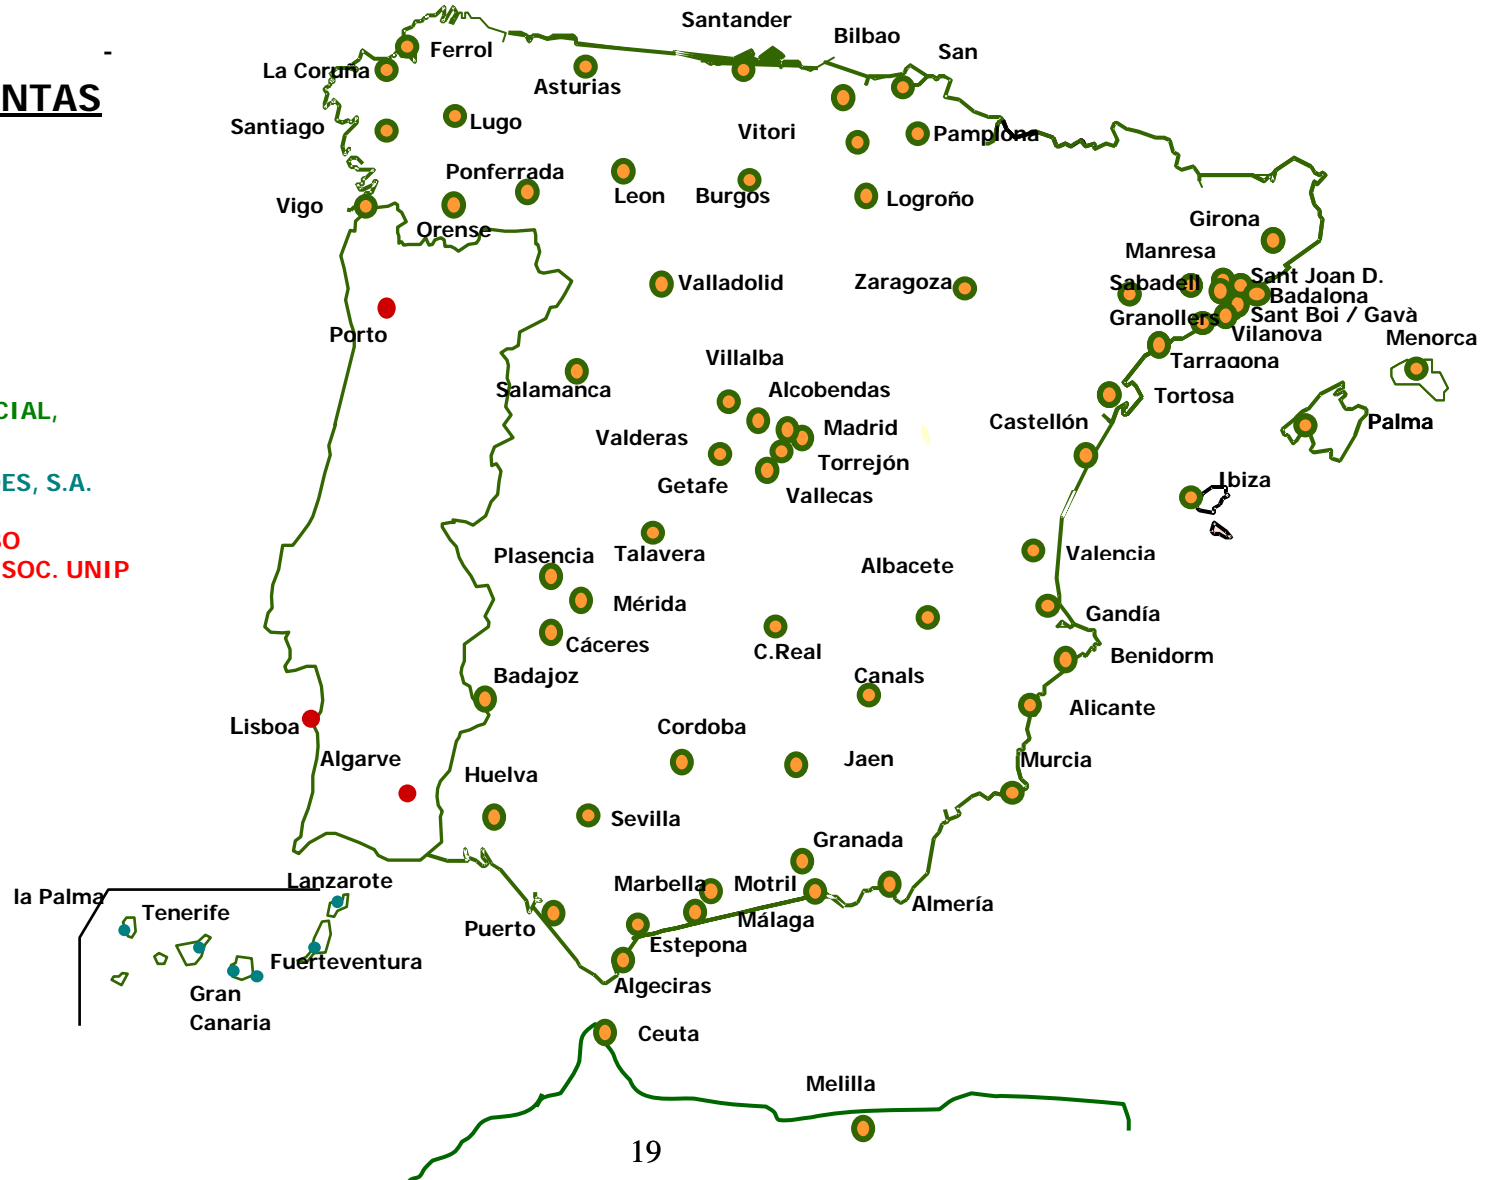 -
NTAS
Santander
Bilbao
San
Ferrol
La Coruña
Asturias
Santiago
Lugo
Vitori
Pamplona
Ponferrada
Leon
Burgos
Logroño
Vigo
Orense
Girona
Manresa
Valladolid
Zaragoza
Sabadell
Sant Joan D.
Badalona
Granollers
Sant Boi / Gavà
Vilanova
Menorca
Porto
Tarragona
Villalba
Salamanca
Alcobendas
Tortosa
CIAL,
Castellón
Palma
Valderas
Madrid
Torrejón
ES, S.A.
Getafe
Vallecas
Ibiza
SO
SOC. UNIP
Plasencia
Talavera
Albacete
Valencia
Mérida
Gandía
Cáceres
C.Real
Benidorm
Badajoz
Canals
Alicante
Lisboa
Cordoba
Algarve
Huelva
Jaen
Murcia
Sevilla
Granada
la Palma
Lanzarote
Marbella
Motril
Tenerife
Puerto
Málaga
Almería
Estepona
Fuerteventura
Algeciras
Gran
Canaria
Ceuta
Melilla
19